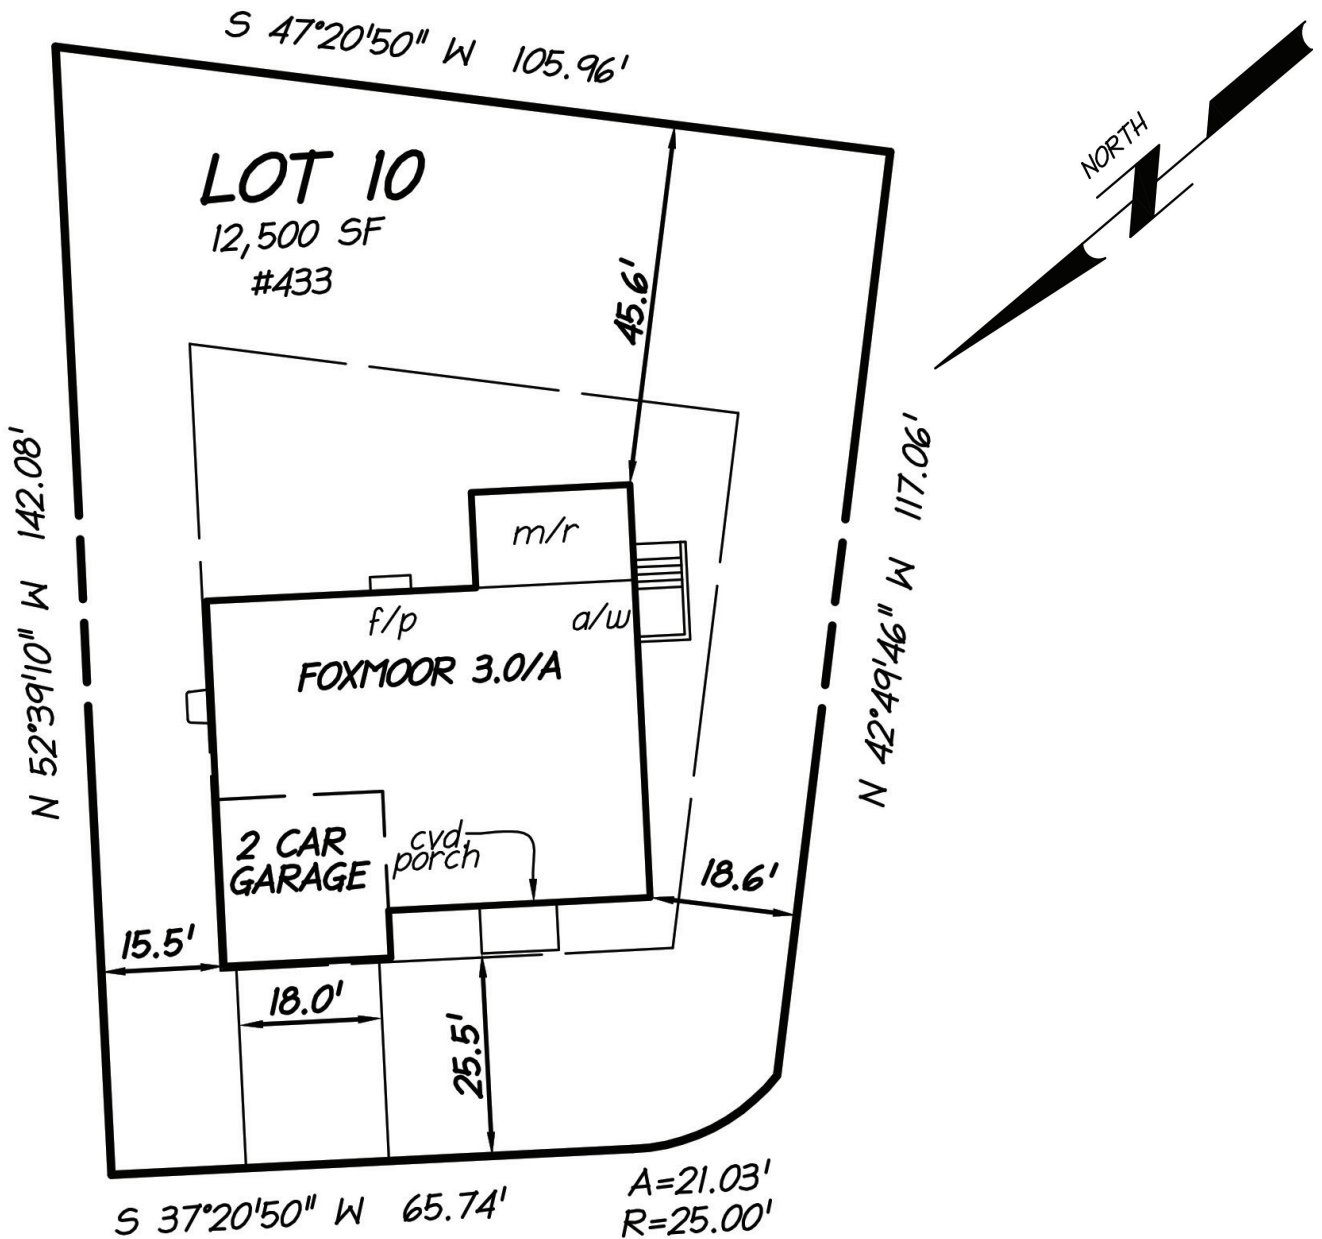 S 47°20'50" W 105.96'
NORTH
LOT 10
12,500 SF
#433
45.6'
N 52°39'10" W 142.08'
N 42°49'46" W 117.06'
m/r
f/p
a/w
FOXMOOR 3.0/A
2 CAR
GARAGE
cvd.
porch
18.6'
15.5'
18.0'
25.5'
S 37°20'50" W 65.74'
A=21.03'
R=25.00'